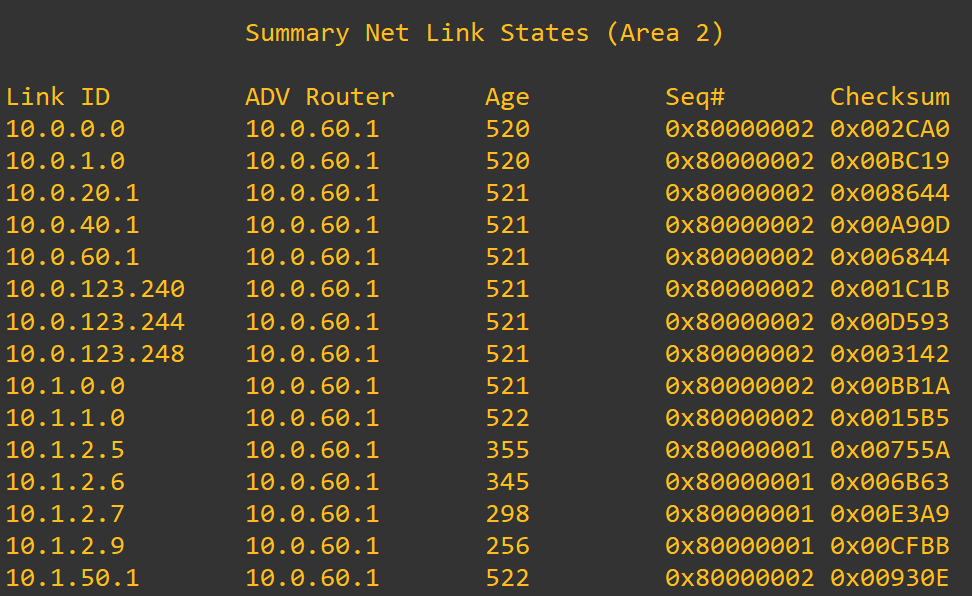 Summary Net Link States (Area 2)
Link ID ADV Router Age Seq# Checksum
10.0.0.0 10.0.60.1 520 0x80000002 0x002CA0
10.0.1.0 10.0.60.1 520 0x80000002 0x00BC19
10.0.20.1 10.0.60.1 521 0x80000002 0x008644
10.0.40.1 10.0.60.1 521 0x80000002 0x00A90D
10.0.60.1 10.0.60.1 521 0x80000002 0x006844
10.0.123.240 10.0.60.1 521 0x80000002 0x001C1B
10.0.123.244 10.0.60.1 521 0x80000002 0x00D593
10.0.123.248 10.0.60.1 521 0x80000002 0x003142
10.1.0.0 10.0.60.1 521 0x80000002 0x00BB1A
10.1.1.0 10.0.60.1 522 0x80000002 0x0015B5
10.1.2.5 10.0.60.1 355 0x80000001 0x00755A
10.1.2.6 10.0.60.1 345 0x80000001 0x006B63
10.1.2.7 10.0.60.1 298 0x80000001 0x00E3A9
10.1.2.9 10.0.60.1 256 0x80000001 0x00CFBB
10.1.50.1 10.0.60.1 522 0x80000002 0x00930E